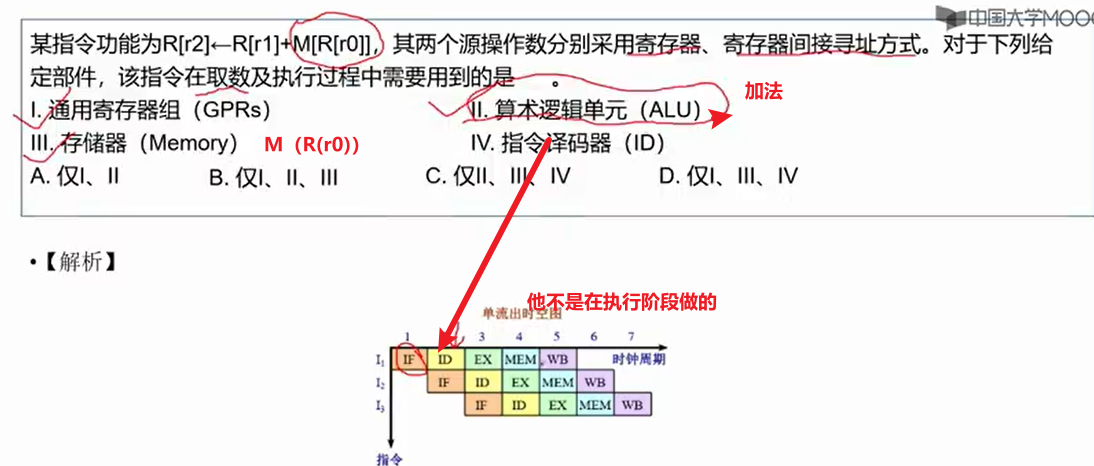 中国大学MOO
某指令功能为R[r2]←R[r1]+M[R[r0]]，其两个源操作数分别采用寄存器、寄存器间接寻址方式。对于下列给
定部件，该指令在取数及执行过程中需要用到的是 。
加法
I. 通用寄存器组（GPRs） II. 算术逻辑单元（ALU）
III. 存储器（Memory） M（R(r0)） IV. 指令译码器（ID）
A. 仅I、II B. 仅I、II、III C. 仅II、III、IV D. 仅I、III、IV
•【解析】
他不是在执行阶段做的
单流出时空图
1 3 4 5 6 7
I1 IF ID EX MEM WB 时钟周期
I2 IF ID EX MEM WB
I3 IF ID EX MEM WB
指令